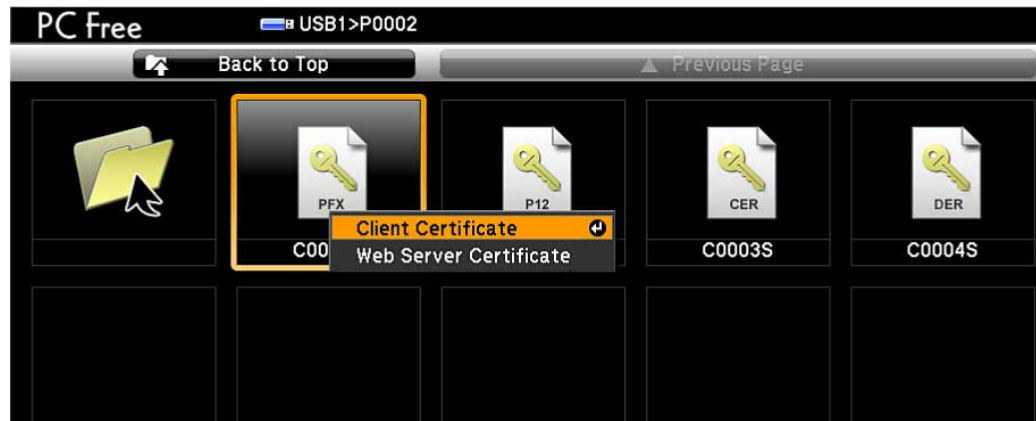 PC Free
USB1>P0002
Back to Top
Previous Page
PFX
P12
CER
DER
Client Certificate
Web Server Certificate
C00
C0003S
C0004S